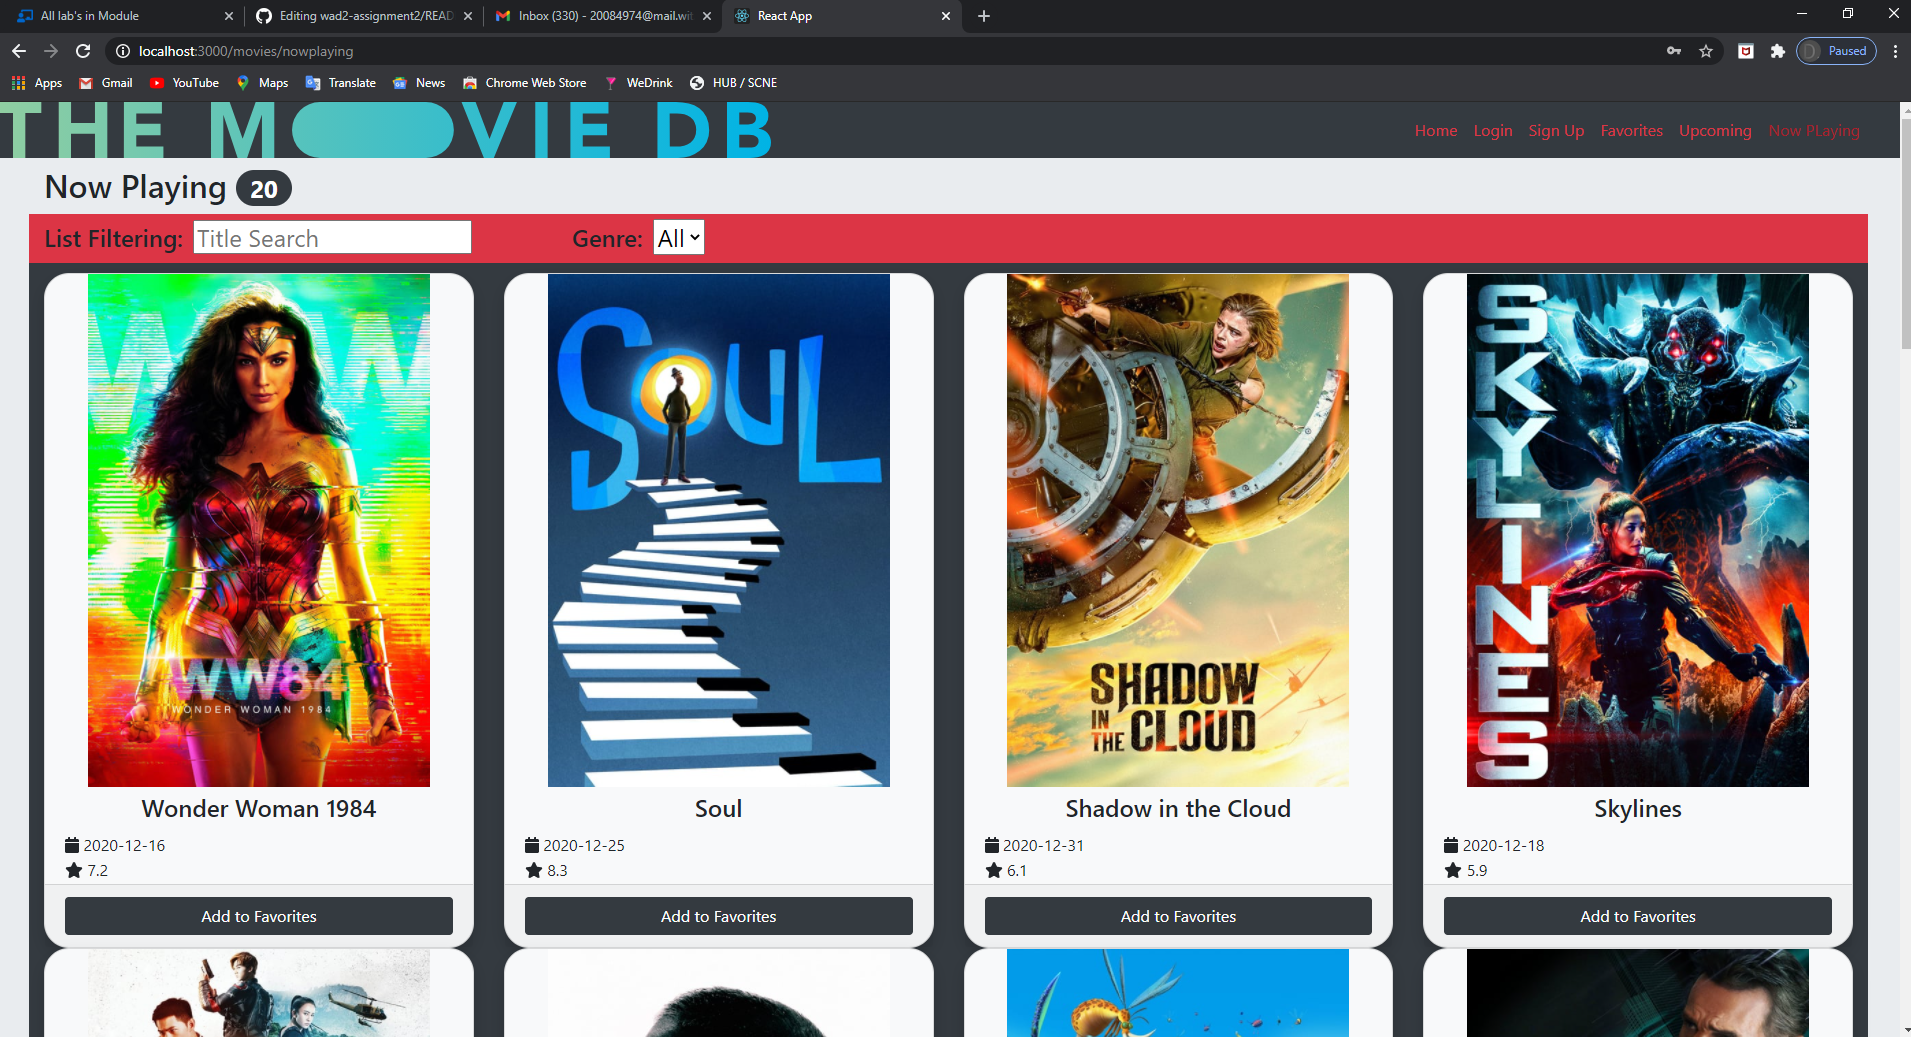 All lab's in Module
Editing wad2-assignment2/READ
Inbox (330) - 20084974@mail.wit
React App
localhost:3000/movies/nowplaying
Paused
Apps Gmail YouTube Maps Translate News Chrome Web Store WeDrink HUB / SCNE
THE M VIE DB
Home Login Sign Up Favorites Upcoming Now PLaying
Now Playing 20
List Filtering: Title Search Genre: All
SOUL
SKYLINES
WW84
WONDER WOMAN 1984
SHADOW
IN THE CLOUD
Wonder Woman 1984
2020-12-16
7.2
Add to Favorites
Soul
2020-12-25
8.3
Add to Favorites
Shadow in the Cloud
2020-12-31
6.1
Add to Favorites
Skylines
2020-12-18
5.9
Add to Favorites